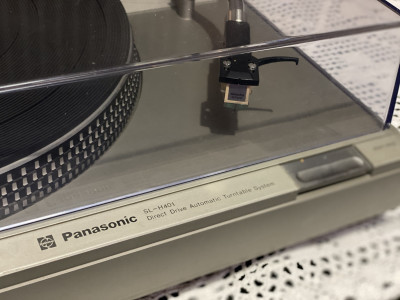 SL-H401
Panasonic Direct Drive Automatic Turntable System